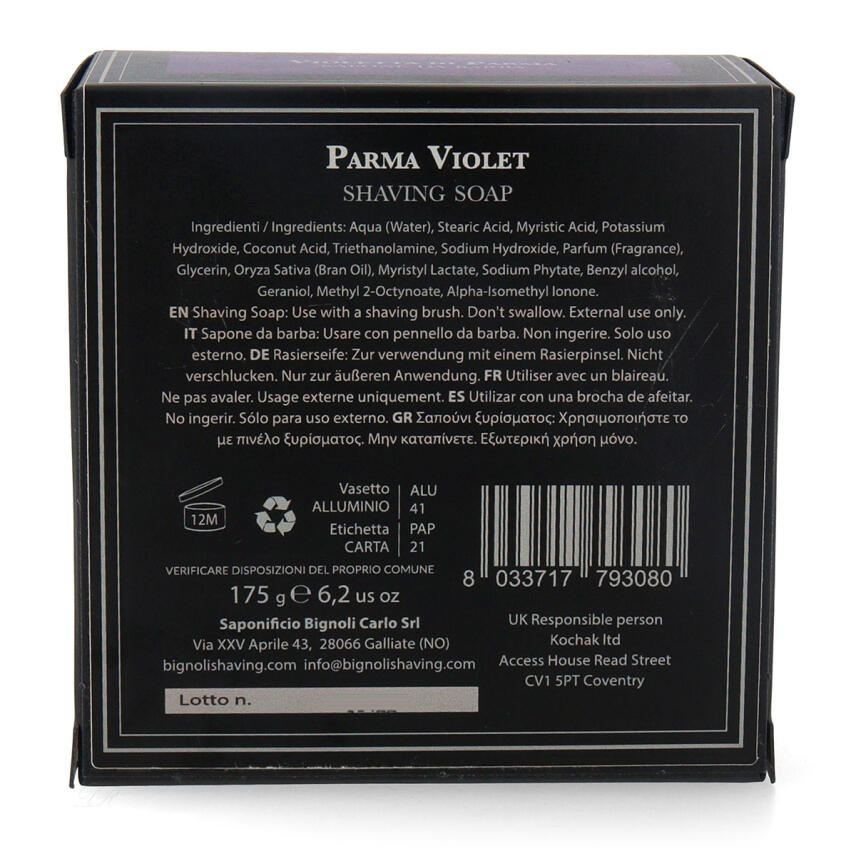 VIOLETTA DI PARMA
PARMA VIOLET
SHAVING SOAP
Ingredienti / Ingredients: Aqua (Water), Stearic Acid, Myristic Acid, Potassium
Hydroxide, Coconut Acid, Triethanolamine, Sodium Hydroxide, Parfum (Fragrance),
Glycerin, Oryza Sativa (Bran Oil), Myristyl Lactate, Sodium Phytate, Benzyl alcohol,
Geraniol, Methyl 2-Octynoate, Alpha-Isomethyl Ionone.
EN Shaving Soap: Use with a shaving brush. Don't swallow. External use only.
IT Sapone da barba: Usare con pennello da barba. Non ingerire. Solo uso
esterno. DE Rasierseife: Zur verwendung mit einem Rasierpinsel. Nicht
verschlucken. Nur zur äußeren Anwendung. FR Utiliser avec un blaireau.
Ne pas avaler. Usage externe uniquement. ES Utilizar con una brocha de afeitar.
No ingerir. Sólo para uso externo. GR Σαπούνι ξυρίσματος: Χρησιμοποιήστε το
με πινέλο ξυρίσματος. Μην καταπίνετε. Εξωτερική χρήση μόνο.
12M
Vasetto ALU
ALLUMINIO 41
Etichetta PAP
CARTA 21
VERIFICARE DISPOSIZIONI DEL PROPRIO COMUNE
175 g ℮ 6,2 us oz
Saponificio Bignoli Carlo Srl
Via XXV Aprile 43, 28066 Galliate (NO)
bignolishaving.com info@bignolishaving.com
Lotto n.
8 033717 793080
UK Responsible person
Kochak ltd
Access House Read Street
CV1 5PT Coventry